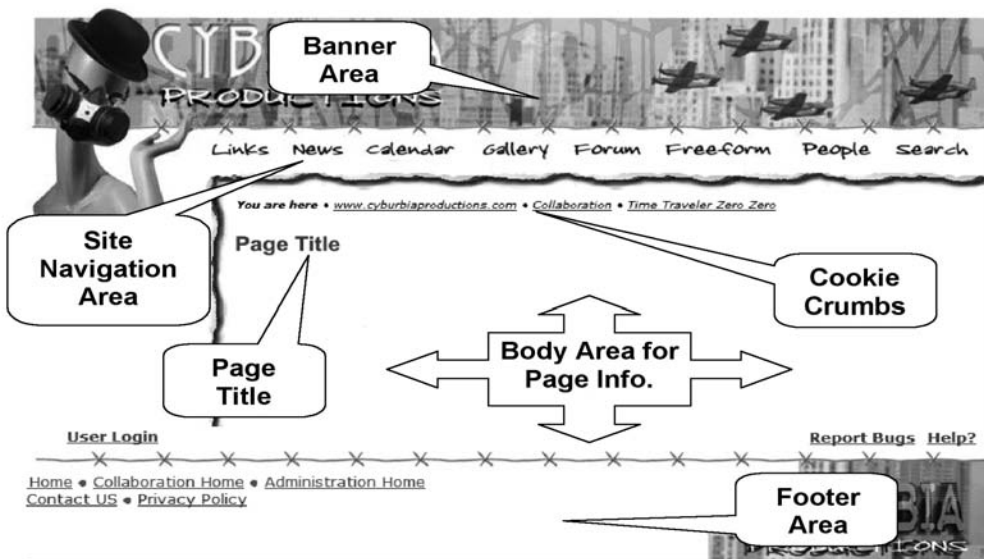 CYB
A
PRODUCTIONS
Banner
Area
Links News Calendar Gallery Forum Freeform People Search
You are here • www.cyburbiaproductions.com • Collaboration • Time Traveler Zero Zero
Site
Navigation
Area
Page Title
Cookie
Crumbs
Page
Title
Body Area for
Page Info.
User Login
Report Bugs Help?
Home • Collaboration Home • Administration Home
Contact US • Privacy Policy
Footer
Area
BIA
IONS